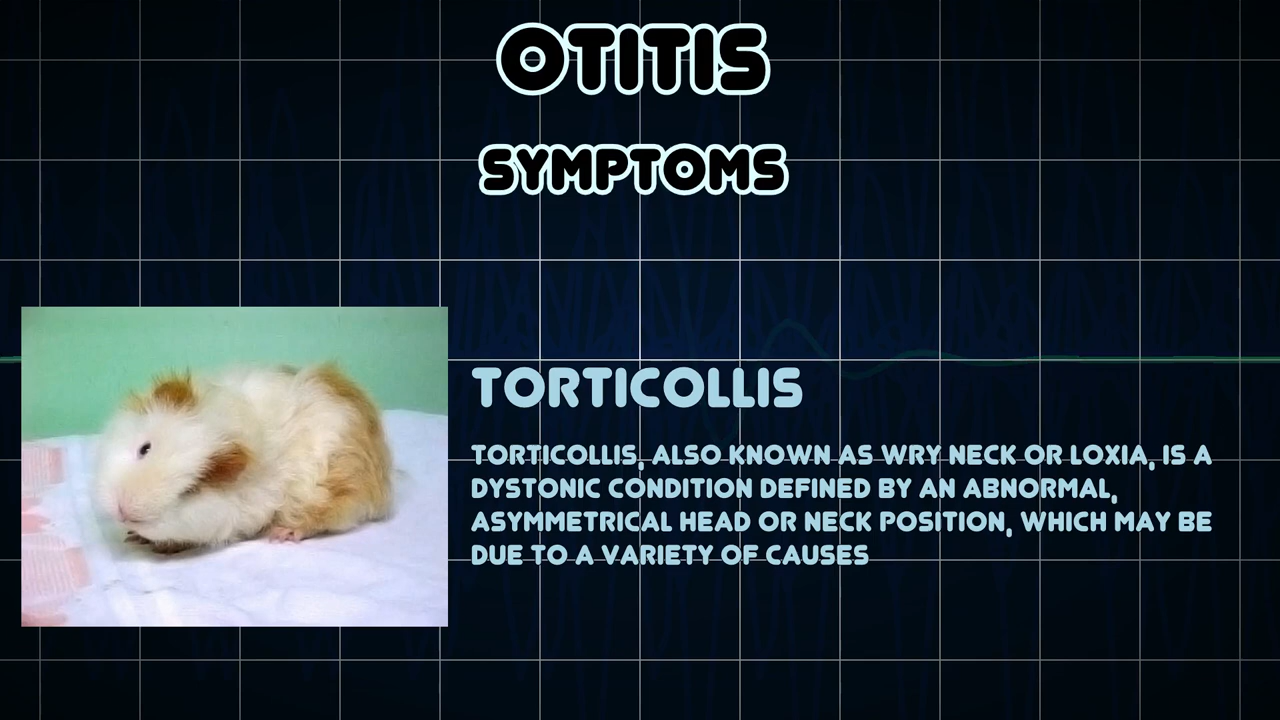 OTITIS
SYMPTOMS
TORTICOLLIS
TORTICOLLIS, ALSO KNOWN AS WRY NECK OR LOXIA, IS A
DYSTONIC CONDITION DEFINED BY AN ABNORMAL,
ASYMMETRICAL HEAD OR NECK POSITION, WHICH MAY BE
DUE TO A VARIETY OF CAUSES